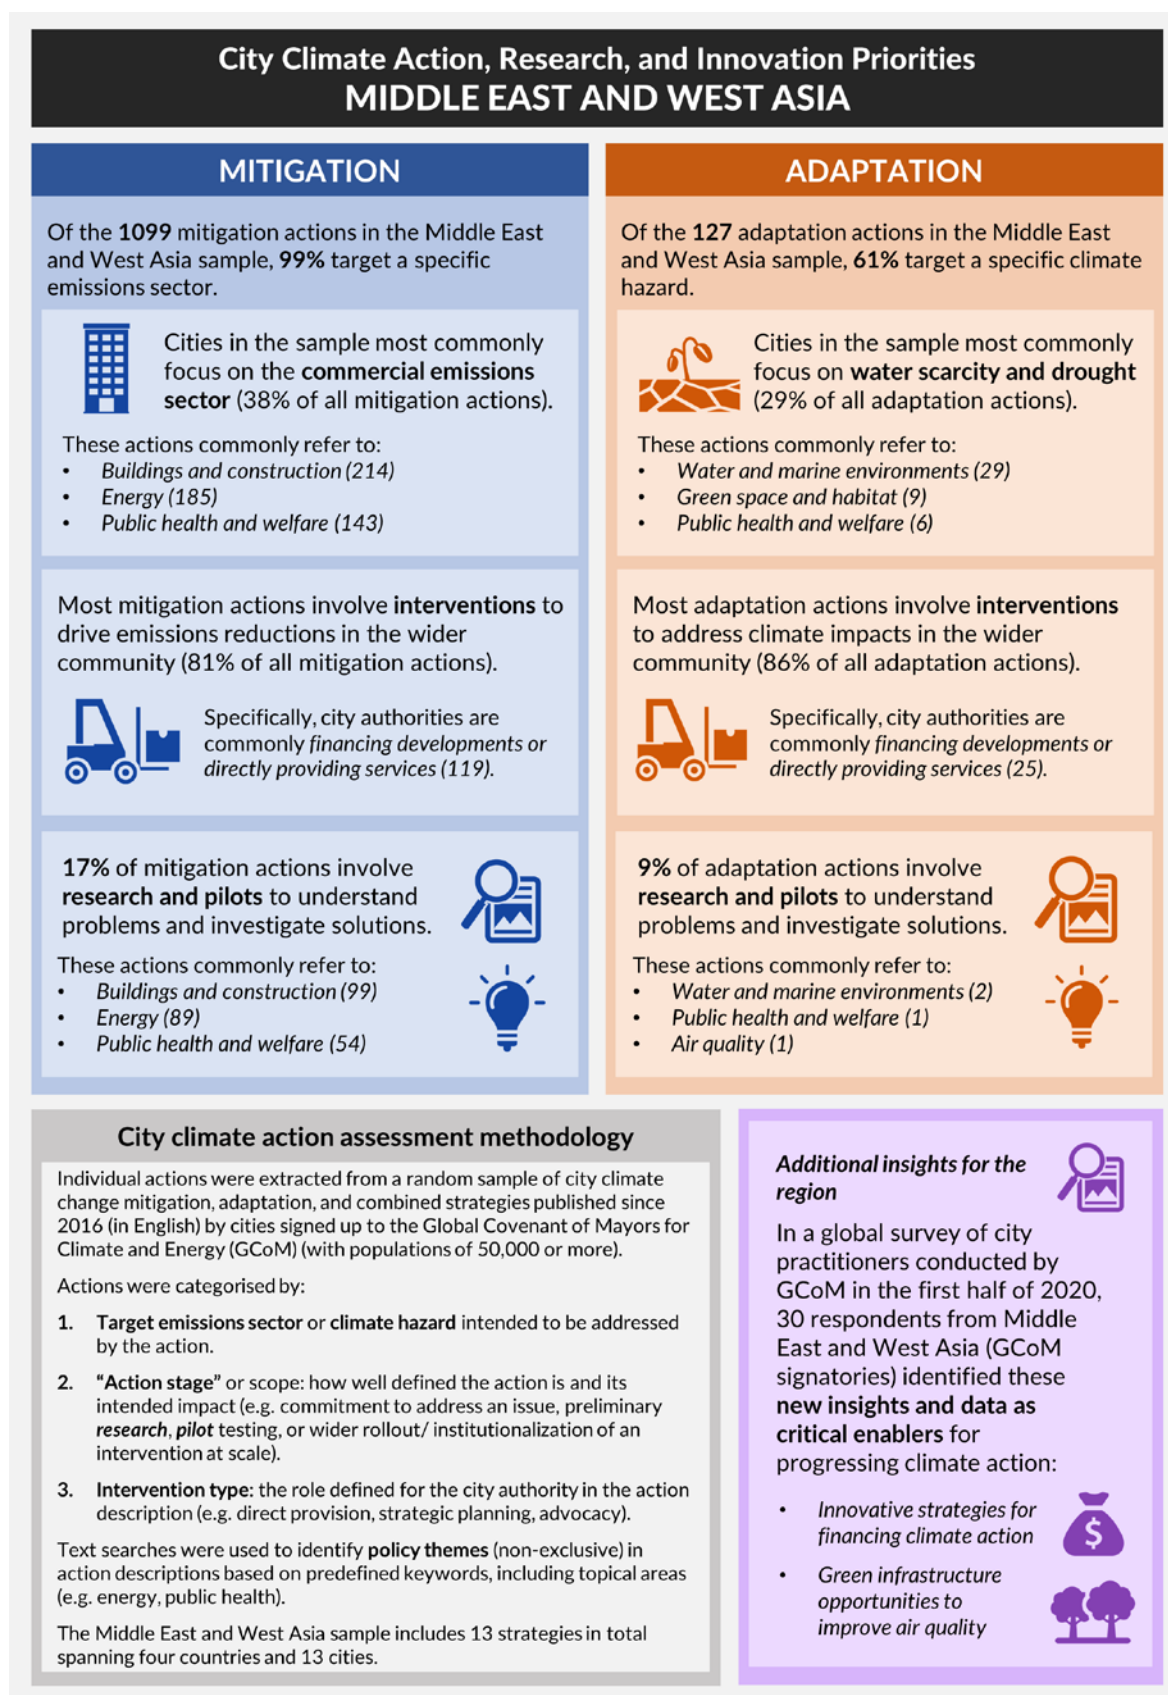 City Climate Action, Research, and Innovation Priorities
MIDDLE EAST AND WEST ASIA
MITIGATION
Of the 1099 mitigation actions in the Middle East
and West Asia sample, 99% target a specific
emissions sector.
Cities in the sample most commonly
focus on the commercial emissions
sector (38% of all mitigation actions).
These actions commonly refer to:
• Buildings and construction (214)
• Energy (185)
• Public health and welfare (143)
Most mitigation actions involve interventions to
drive emissions reductions in the wider
community (81% of all mitigation actions).
Specifically, city authorities are
commonly financing developments or
directly providing services (119).
17% of mitigation actions involve
research and pilots to understand
problems and investigate solutions.
These actions commonly refer to:
• Buildings and construction (99)
• Energy (89)
• Public health and welfare (54)
ADAPTATION
Of the 127 adaptation actions in the Middle East
and West Asia sample, 61% target a specific climate
hazard.
Cities in the sample most commonly
focus on water scarcity and drought
(29% of all adaptation actions).
These actions commonly refer to:
• Water and marine environments (29)
• Green space and habitat (9)
• Public health and welfare (6)
Most adaptation actions involve interventions
to address climate impacts in the wider
community (86% of all adaptation actions).
Specifically, city authorities are
commonly financing developments or
directly providing services (25).
9% of adaptation actions involve
research and pilots to understand
problems and investigate solutions.
These actions commonly refer to:
• Water and marine environments (2)
• Public health and welfare (1)
• Air quality (1)
City climate action assessment methodology
Individual actions were extracted from a random sample of city climate
change mitigation, adaptation, and combined strategies published since
2016 (in English) by cities signed up to the Global Covenant of Mayors for
Climate and Energy (GCoM) (with populations of 50,000 or more).
Actions were categorised by:
1. Target emissions sector or climate hazard intended to be addressed
by the action.
2. “Action stage” or scope: how well defined the action is and its
intended impact (e.g. commitment to address an issue, preliminary
research, pilot testing, or wider rollout/ institutionalization of an
intervention at scale).
3. Intervention type: the role defined for the city authority in the action
description (e.g. direct provision, strategic planning, advocacy).
Text searches were used to identify policy themes (non-exclusive) in
action descriptions based on predefined keywords, including topical areas
(e.g. energy, public health).
The Middle East and West Asia sample includes 13 strategies in total
spanning four countries and 13 cities.
Additional insights for the
region
In a global survey of city
practitioners conducted by
GCoM in the first half of 2020,
30 respondents from Middle
East and West Asia (GCoM
signatories) identified these
new insights and data as
critical enablers for
progressing climate action:
• Innovative strategies for
financing climate action
$
• Green infrastructure
opportunities to
improve air quality